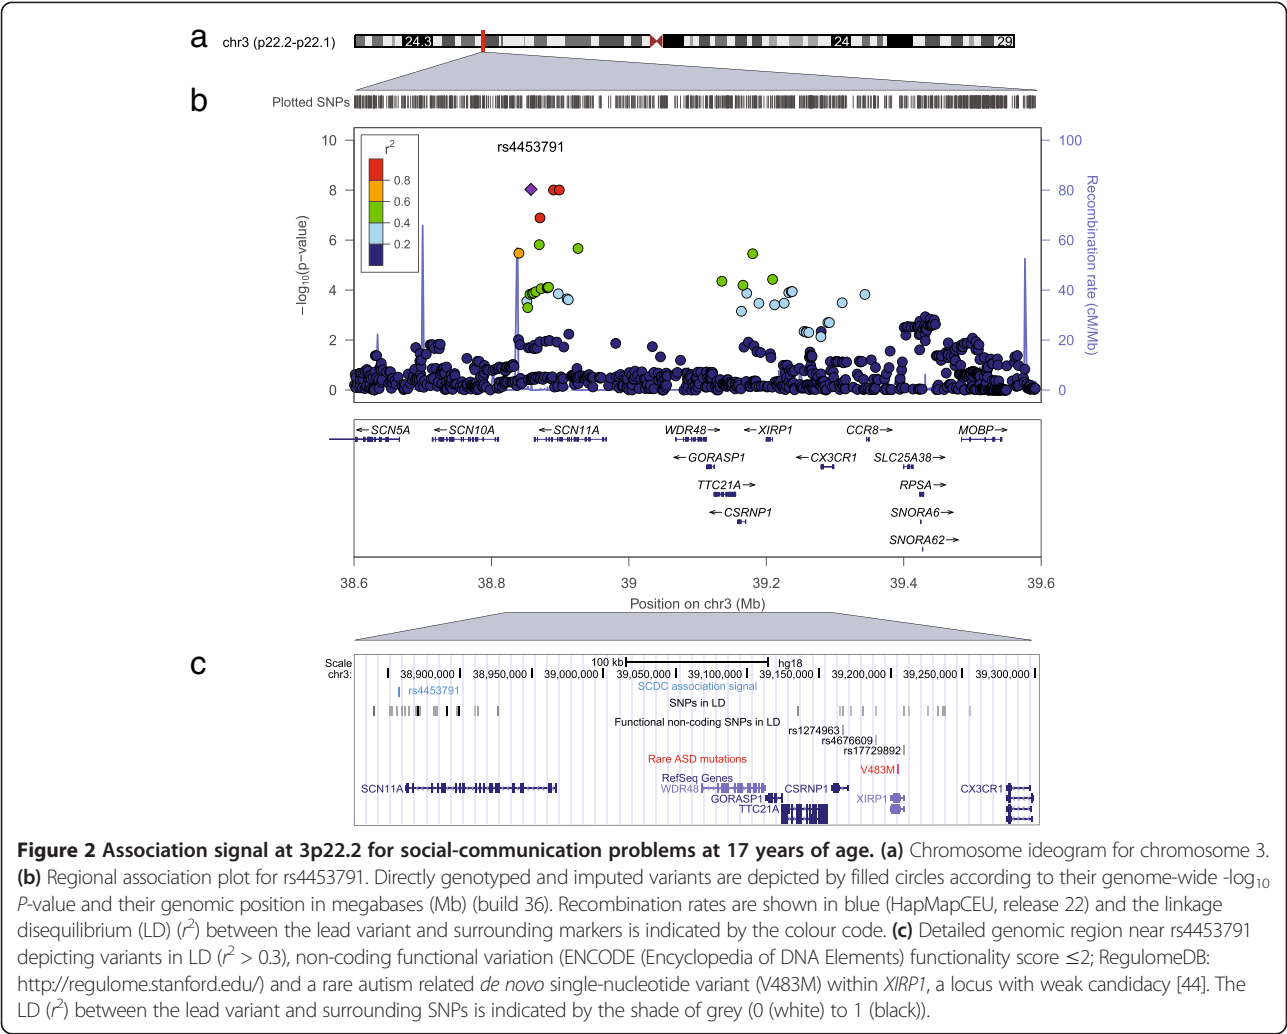 a
chr3 (p22.2-p22.1)
24.3
24
29
b
Plotted SNPs
rs4453791
r2
0.8
0.6
0.4
0.2
10
8
6
4
2
0
−log10(p−value)
100
80
60
40
20
0
Recombination rate (cM/Mb)
←SCN5A
←SCN10A
←SCN11A
WDR48→
←XIRP1
CCR8→
MOBP→
←GORASP1
←CX3CR1
SLC25A38→
TTC21A→
RPSA→
←CSRNP1
SNORA6→
SNORA62→
38.6
38.8
39
39.2
39.4
39.6
Position on chr3 (Mb)
c
Scale
100 kb
hg18
chr3:
38,900,000
38,950,000
39,000,000
39,050,000
39,100,000
39,150,000
39,200,000
39,250,000
39,300,000
SCDC association signal
rs4453791
SNPs in LD
Functional non-coding SNPs in LD
rs1274963
rs4676609
rs17729892
Rare ASD mutations
V483M
RefSeq Genes
SCN11A
WDR48
CSRNP1
CX3CR1
GORASP1
XIRP1
TTC21A
Figure 2 Association signal at 3p22.2 for social-communication problems at 17 years of age. (a) Chromosome ideogram for chromosome 3.
(b) Regional association plot for rs4453791. Directly genotyped and imputed variants are depicted by filled circles according to their genome-wide -log10
P-value and their genomic position in megabases (Mb) (build 36). Recombination rates are shown in blue (HapMapCEU, release 22) and the linkage
disequilibrium (LD) (r2) between the lead variant and surrounding markers is indicated by the colour code. (c) Detailed genomic region near rs4453791
depicting variants in LD (r2 > 0.3), non-coding functional variation (ENCODE (Encyclopedia of DNA Elements) functionality score ≤2; RegulomeDB:
http://regulome.stanford.edu/) and a rare autism related de novo single-nucleotide variant (V483M) within XIRP1, a locus with weak candidacy [44]. The
LD (r2) between the lead variant and surrounding SNPs is indicated by the shade of grey (0 (white) to 1 (black)).